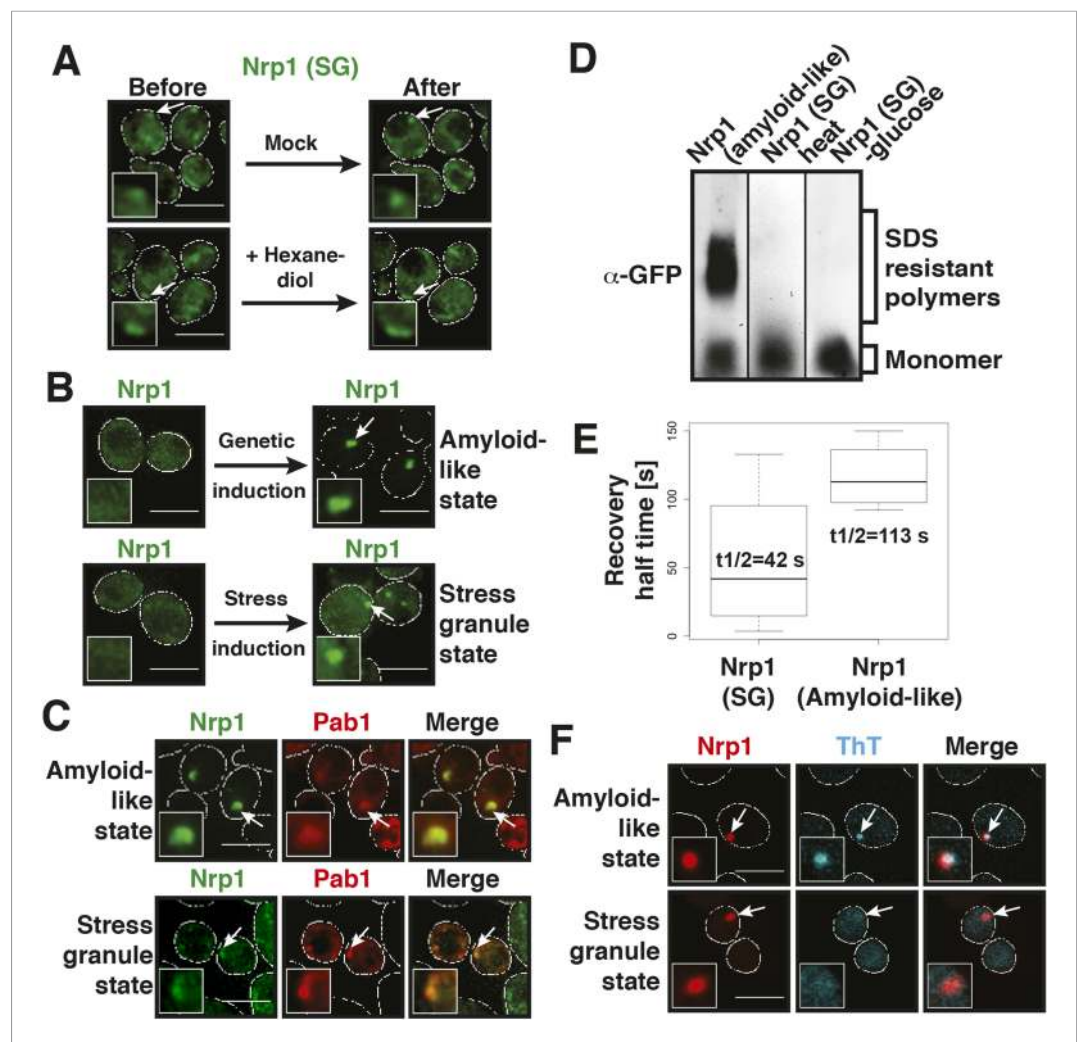 A
Nrp1 (SG)
Before
After
Mock
+ Hexane-
diol
B
Nrp1
Nrp1
Genetic
induction
Amyloid-
like
state
Nrp1
Nrp1
Stress
induction
Stress
granule
state
C
Nrp1
Pab1
Merge
Amyloid-
like
state
Nrp1
Pab1
Merge
Stress
granule
state
D
Nrp1
(amyloid-like)
Nrp1 (SG)
heat
Nrp1 (SG)
-glucose
α-GFP
SDS
resistant
polymers
Monomer
E
Recovery
half time [s]
150
100
50
0
t1/2=42 s
t1/2=113 s
Nrp1
(SG)
Nrp1
(Amyloid-like)
F
Nrp1
ThT
Merge
Amyloid-
like
state
Stress
granule
state